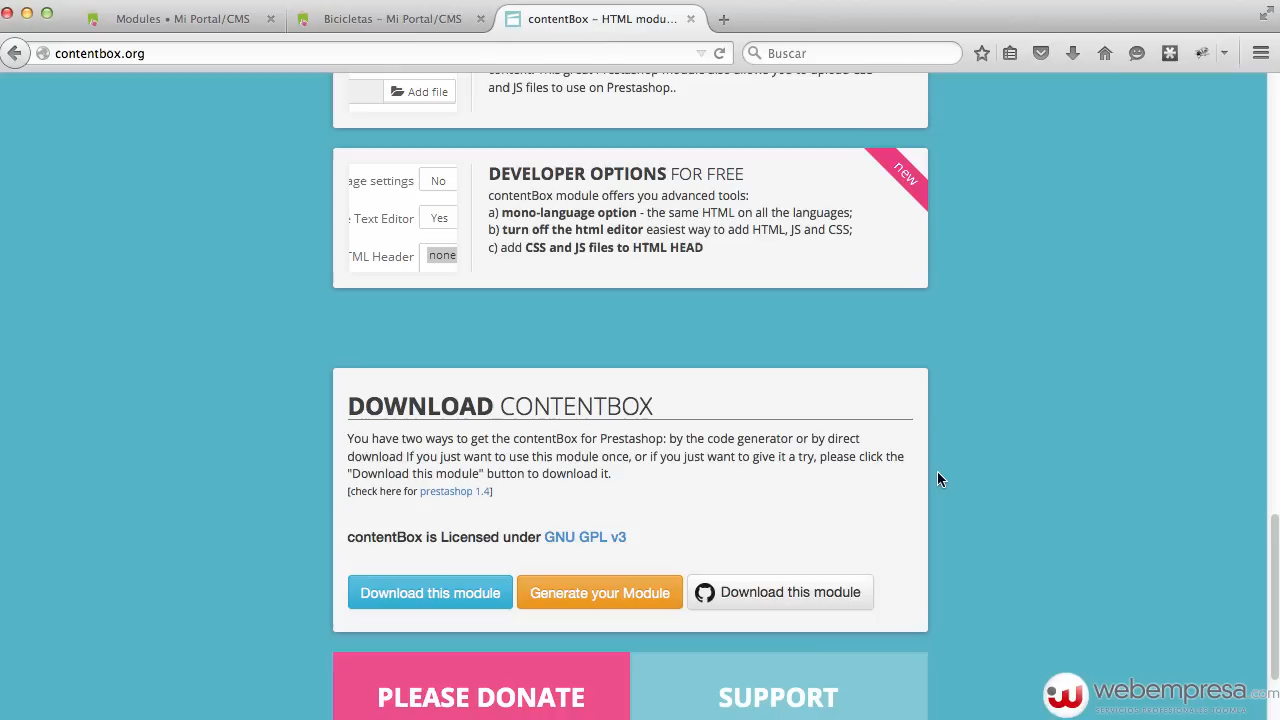 Modules • Mi Portal/CMS
Bicicletas – Mi Portal/CMS
contentBox – HTML modu...
contentbox.org
Buscar
and JS files to use on Prestashop..
Add file
new
DEVELOPER OPTIONS FOR FREE
age settings No
contentBox module offers you advanced tools:
a) mono-language option - the same HTML on all the languages;
e Text Editor Yes
b) turn off the html editor easiest way to add HTML, JS and CSS;
TML Header none
c) add CSS and JS files to HTML HEAD
DOWNLOAD CONTENTBOX
You have two ways to get the contentBox for Prestashop: by the code generator or by direct
download If you just want to use this module once, or if you just want to give it a try, please click the
"Download this module" button to download it.
[check here for prestashop 1.4]
contentBox is Licensed under GNU GPL v3
Download this module
Generate your Module
Download this module
PLEASE DONATE
SUPPORT
webempresa.com
SERVICIOS PROFESIONALES JOOMLA